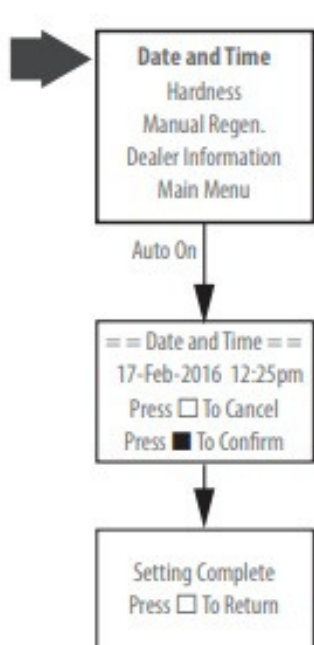 Date and Time
Hardness
Manual Regen.
Dealer Information
Main Menu
Auto On
= = Date and Time = =
17-Feb-2016 12:25pm
Press □ To Cancel
Press ■ To Confirm
Setting Complete
Press □ To Return